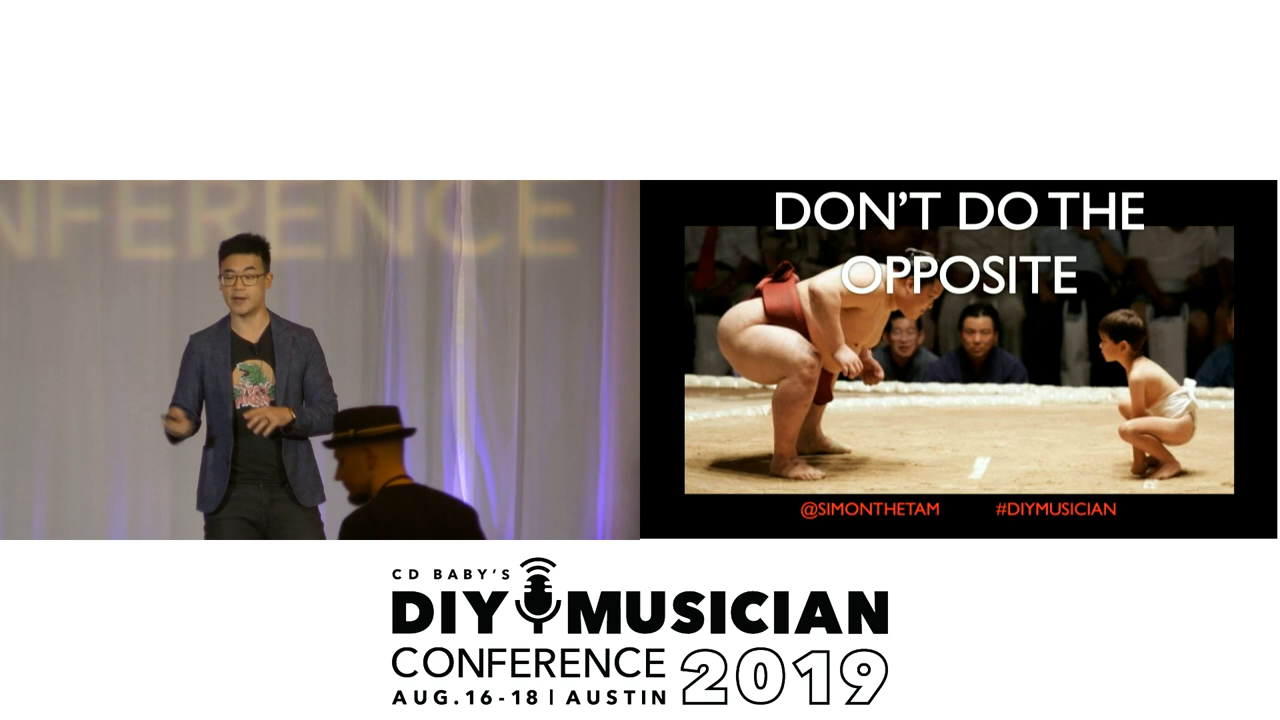 NFERENCE
DON'T DO THE
OPPOSITE
@SIMONTHETAM #DIYMUSICIAN
CD BABY'S
DIY MUSICIAN
CONFERENCE 2019
AUG.16-18 | AUSTIN